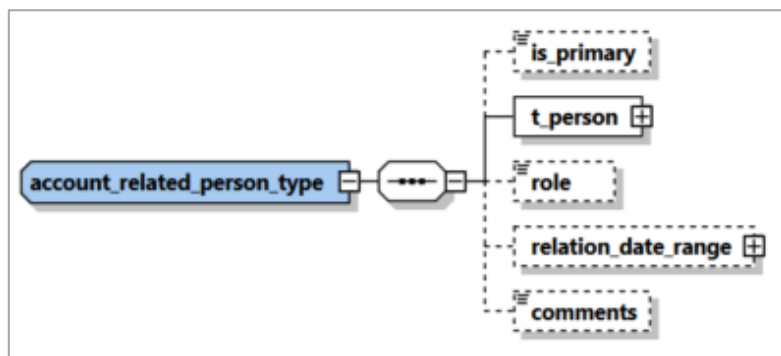 is_primary
t_person
account_related_person_type
role
relation_date_range
comments